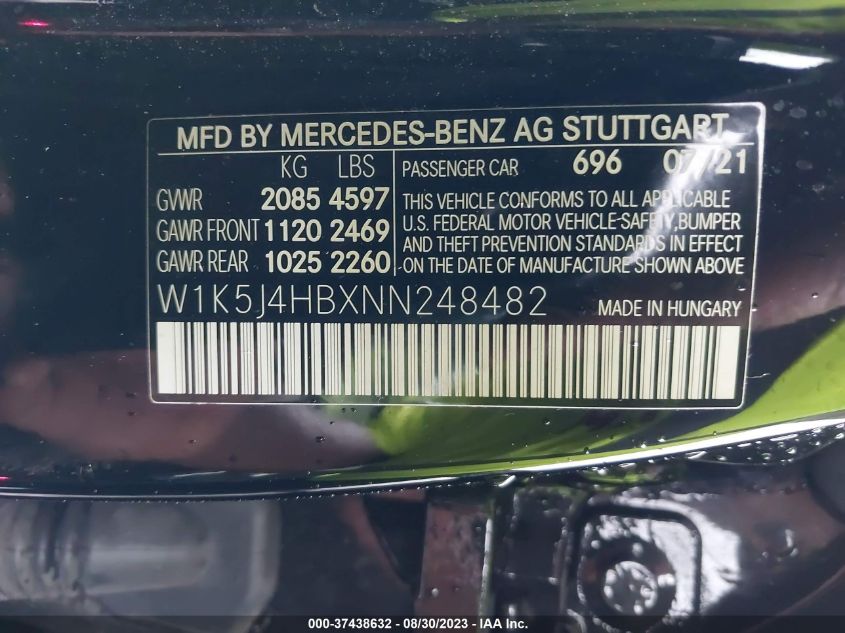 MFD BY MERCEDES-BENZ AG STUTTGART
KG LBS
PASSENGER CAR 696 07/21
GVWR 2085 4597
GAWR FRONT 1120 2469
GAWR REAR 1025 2260
THIS VEHICLE CONFORMS TO ALL APPLICABLE
U.S. FEDERAL MOTOR VEHICLE-SAFETY,BUMPER
AND THEFT PREVENTION STANDARDS IN EFFECT
ON THE DATE OF MANUFACTURE SHOWN ABOVE
W1K5J4HBXNN248482 MADE IN HUNGARY
000-37438632 - 08/30/2023 - IAA Inc.